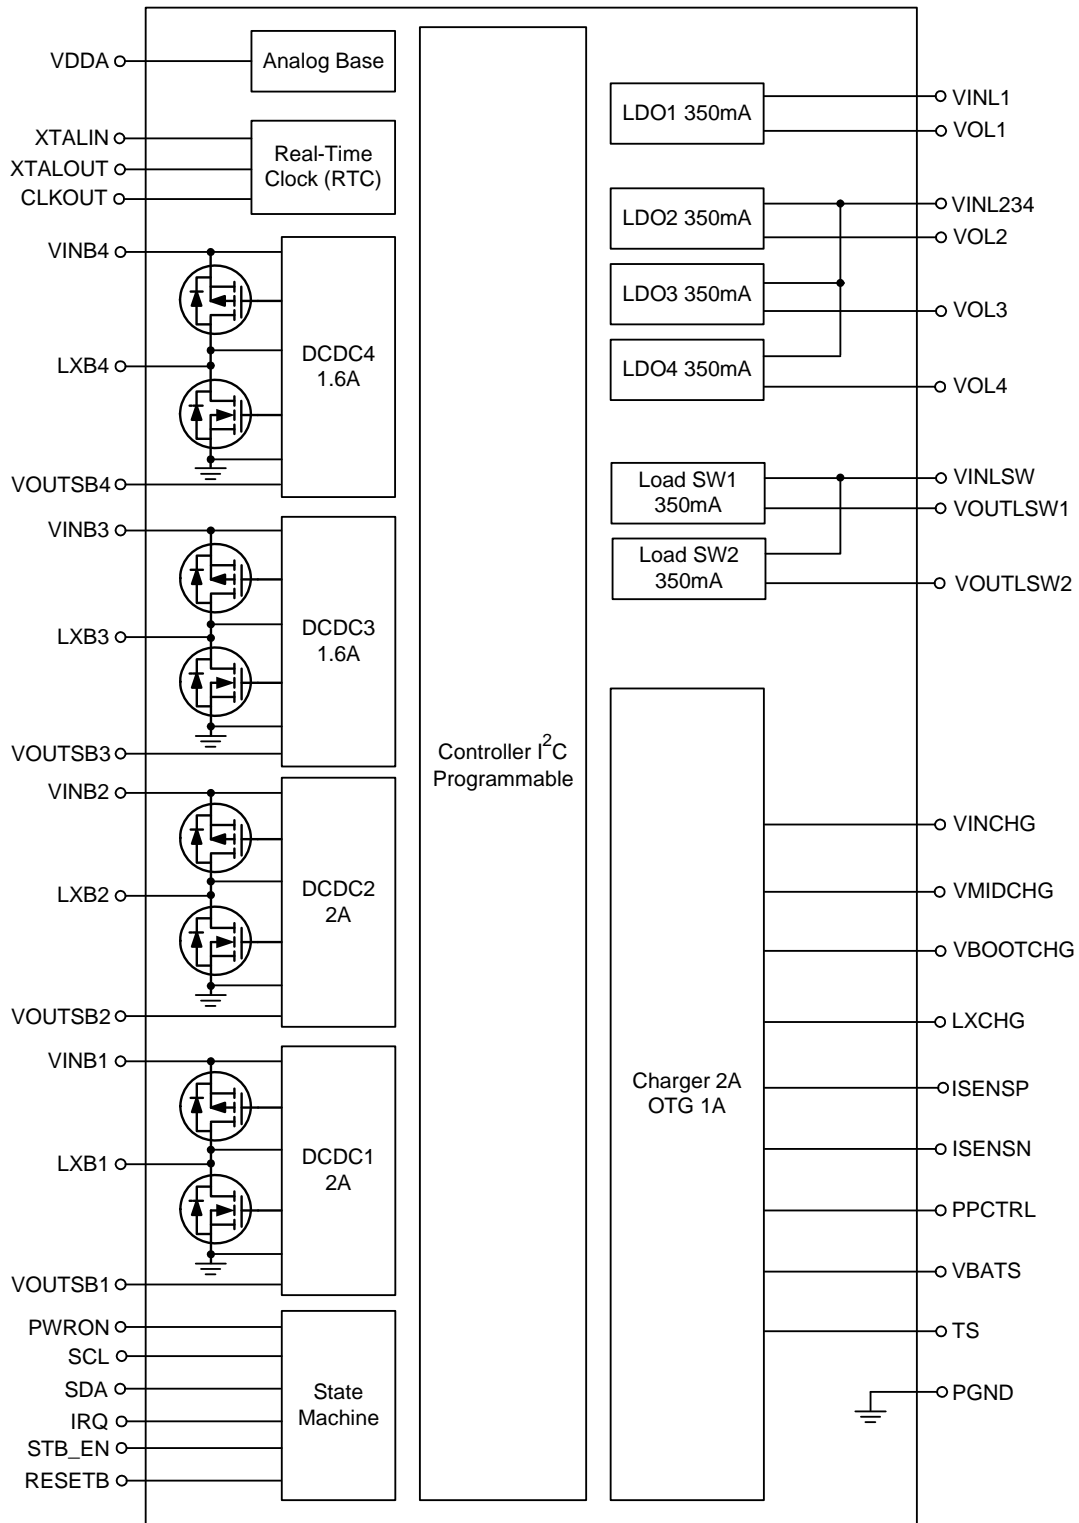 VDDA
Analog Base
XTALIN
XTALOUT
CLKOUT
Real-Time
Clock (RTC)
VINB4
LXB4
VOUTSB4
DCDC4
1.6A
VINB3
LXB3
VOUTSB3
DCDC3
1.6A
VINB2
LXB2
VOUTSB2
DCDC2
2A
VINB1
LXB1
VOUTSB1
DCDC1
2A
PWRON
SCL
SDA
IRQ
STB_EN
RESETB
State
Machine
Controller I²C
Programmable
LDO1 350mA
VINL1
VOL1
LDO2 350mA
VINL234
VOL2
LDO3 350mA
VOL3
LDO4 350mA
VOL4
Load SW1
350mA
VINLSW
VOUTLSW1
Load SW2
350mA
VOUTLSW2
Charger 2A
OTG 1A
VINCHG
VMIDCHG
VBOOTCHG
LXCHG
ISENSP
ISENSN
PPCTRL
VBATS
TS
PGND